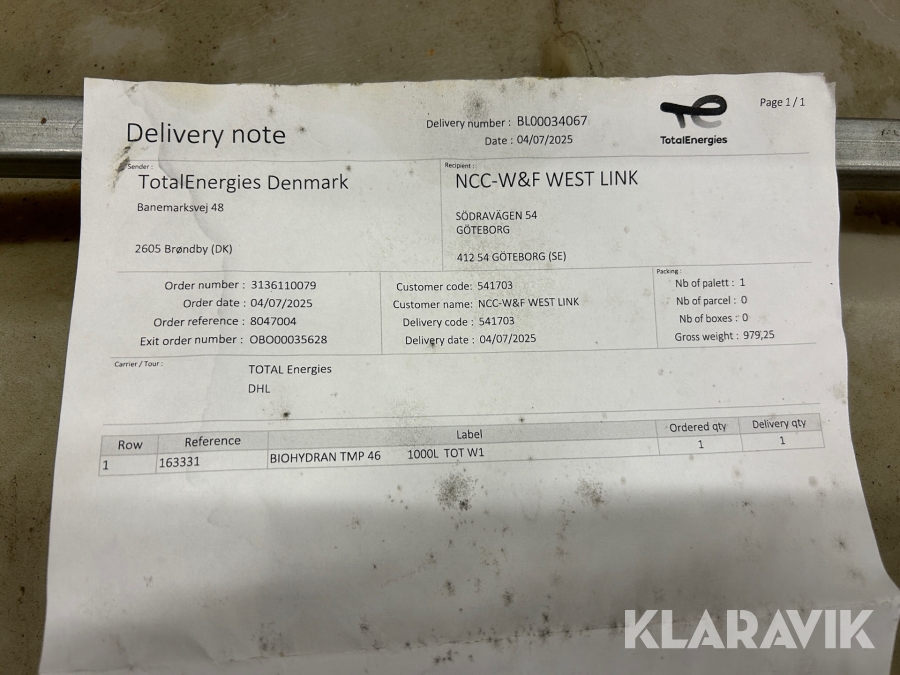 Delivery note
Delivery number : BL00034067
Date : 04/07/2025
TotalEnergies
Page 1 / 1
Sender :
TotalEnergies Denmark
Banemarksvej 48
2605 Brøndby (DK)
Recipient :
NCC-W&F WEST LINK
SÖDRAVÄGEN 54
GÖTEBORG
412 54 GÖTEBORG (SE)
Order number : 3136110079
Order date : 04/07/2025
Order reference : 8047004
Exit order number : OBO00035628
Customer code: 541703
Customer name: NCC-W&F WEST LINK
Delivery code : 541703
Delivery date : 04/07/2025
Packing :
Nb of palett : 1
Nb of parcel : 0
Nb of boxes : 0
Gross weight : 979,25
Carrier / Tour :
TOTAL Energies
DHL
Row Reference Label Ordered qty Delivery qty
1 163331 BIOHYDRAN TMP 46 1000L TOT W1 1 1
KLARAVIK